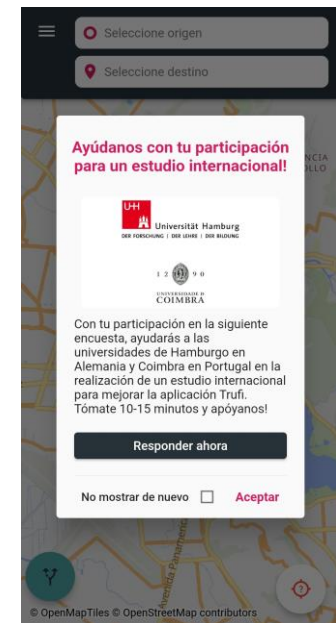 Seleccione origen
Seleccione destino
Ayúdanos con tu participación
para un estudio internacional!
UH
Universität Hamburg
DER FORSCHUNG | DER LEHRE | DER BILDUNG
1 2 9 0
UNIVERSIDADE D
COIMBRA
Con tu participación en la siguiente
encuesta, ayudarás a las
universidades de Hamburgo en
Alemania y Coimbra en Portugal en la
realización de un estudio internacional
para mejorar la aplicación Trufi.
Tómate 10-15 minutos y apóyanos!
Responder ahora
No mostrar de nuevo
Aceptar
Avenida Panameric
© OpenMapTiles © OpenStreetMap contributors